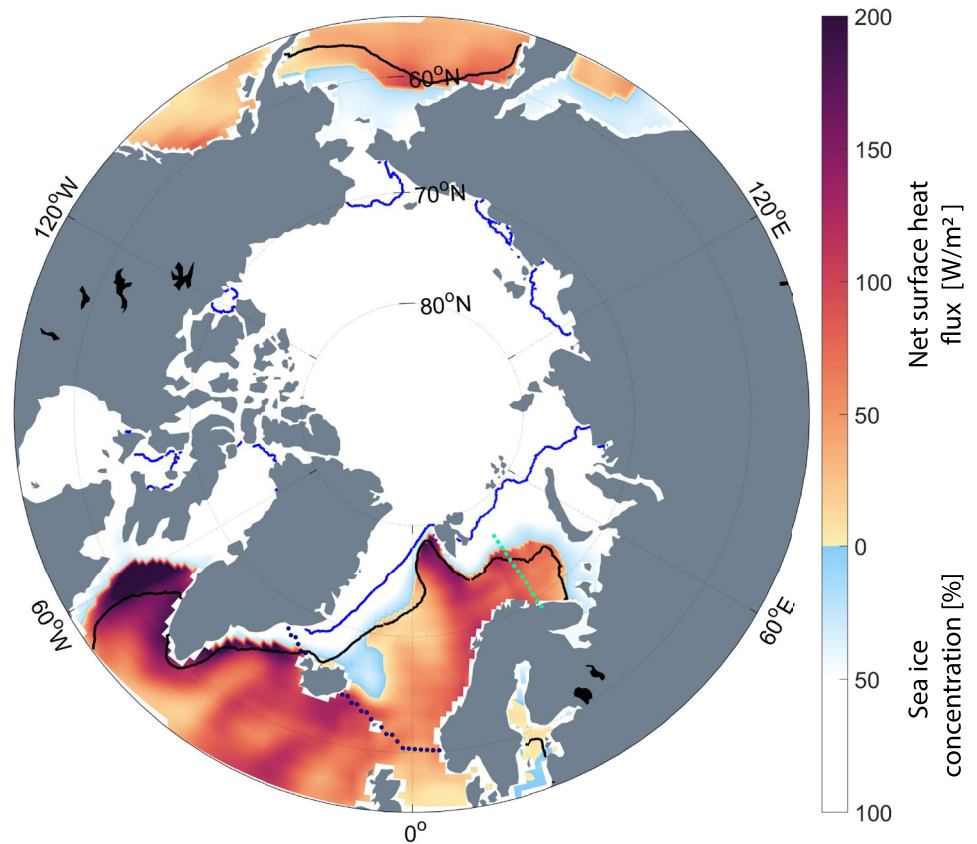 60°N
70°N
80°N
120°W
120°E
60°W
60°E
0°
200
150
100
50
0
50
100
Net surface heat
flux [W/m²]
Sea ice
concentration [%]